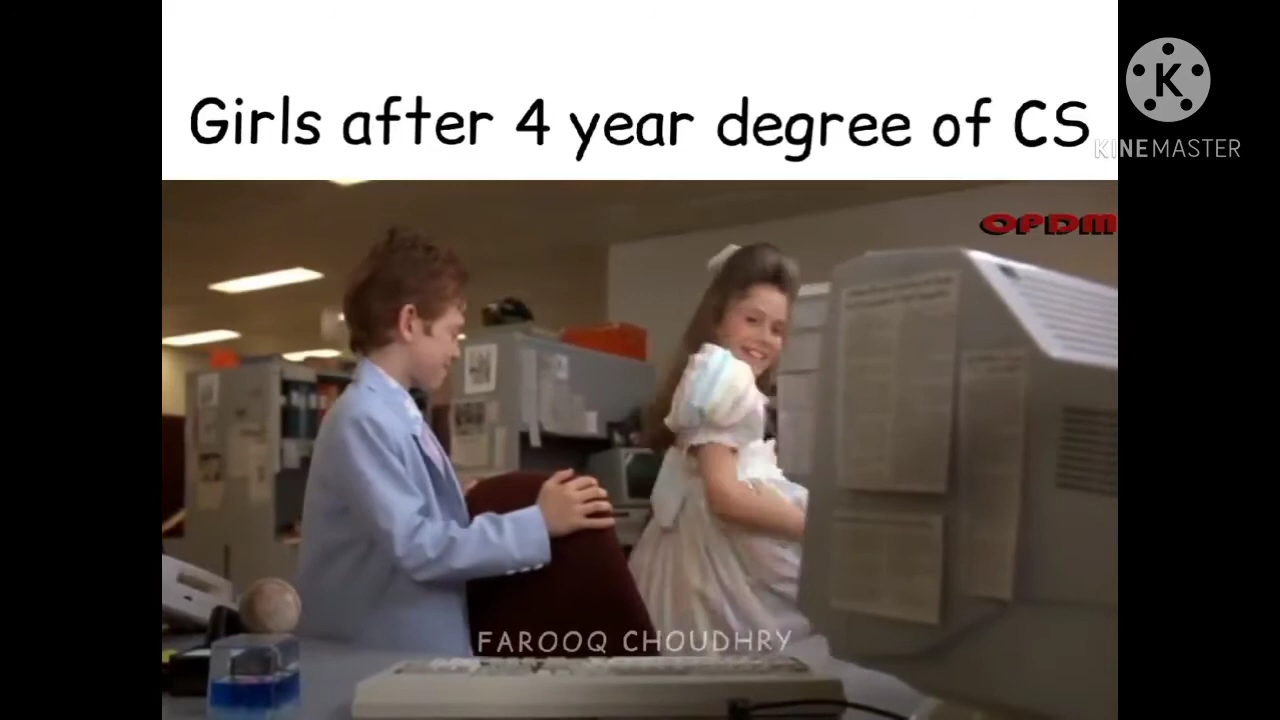 Girls after 4 year degree of CS
K
KINEMASTER
OPDM
FAROOQ CHOUDHRY